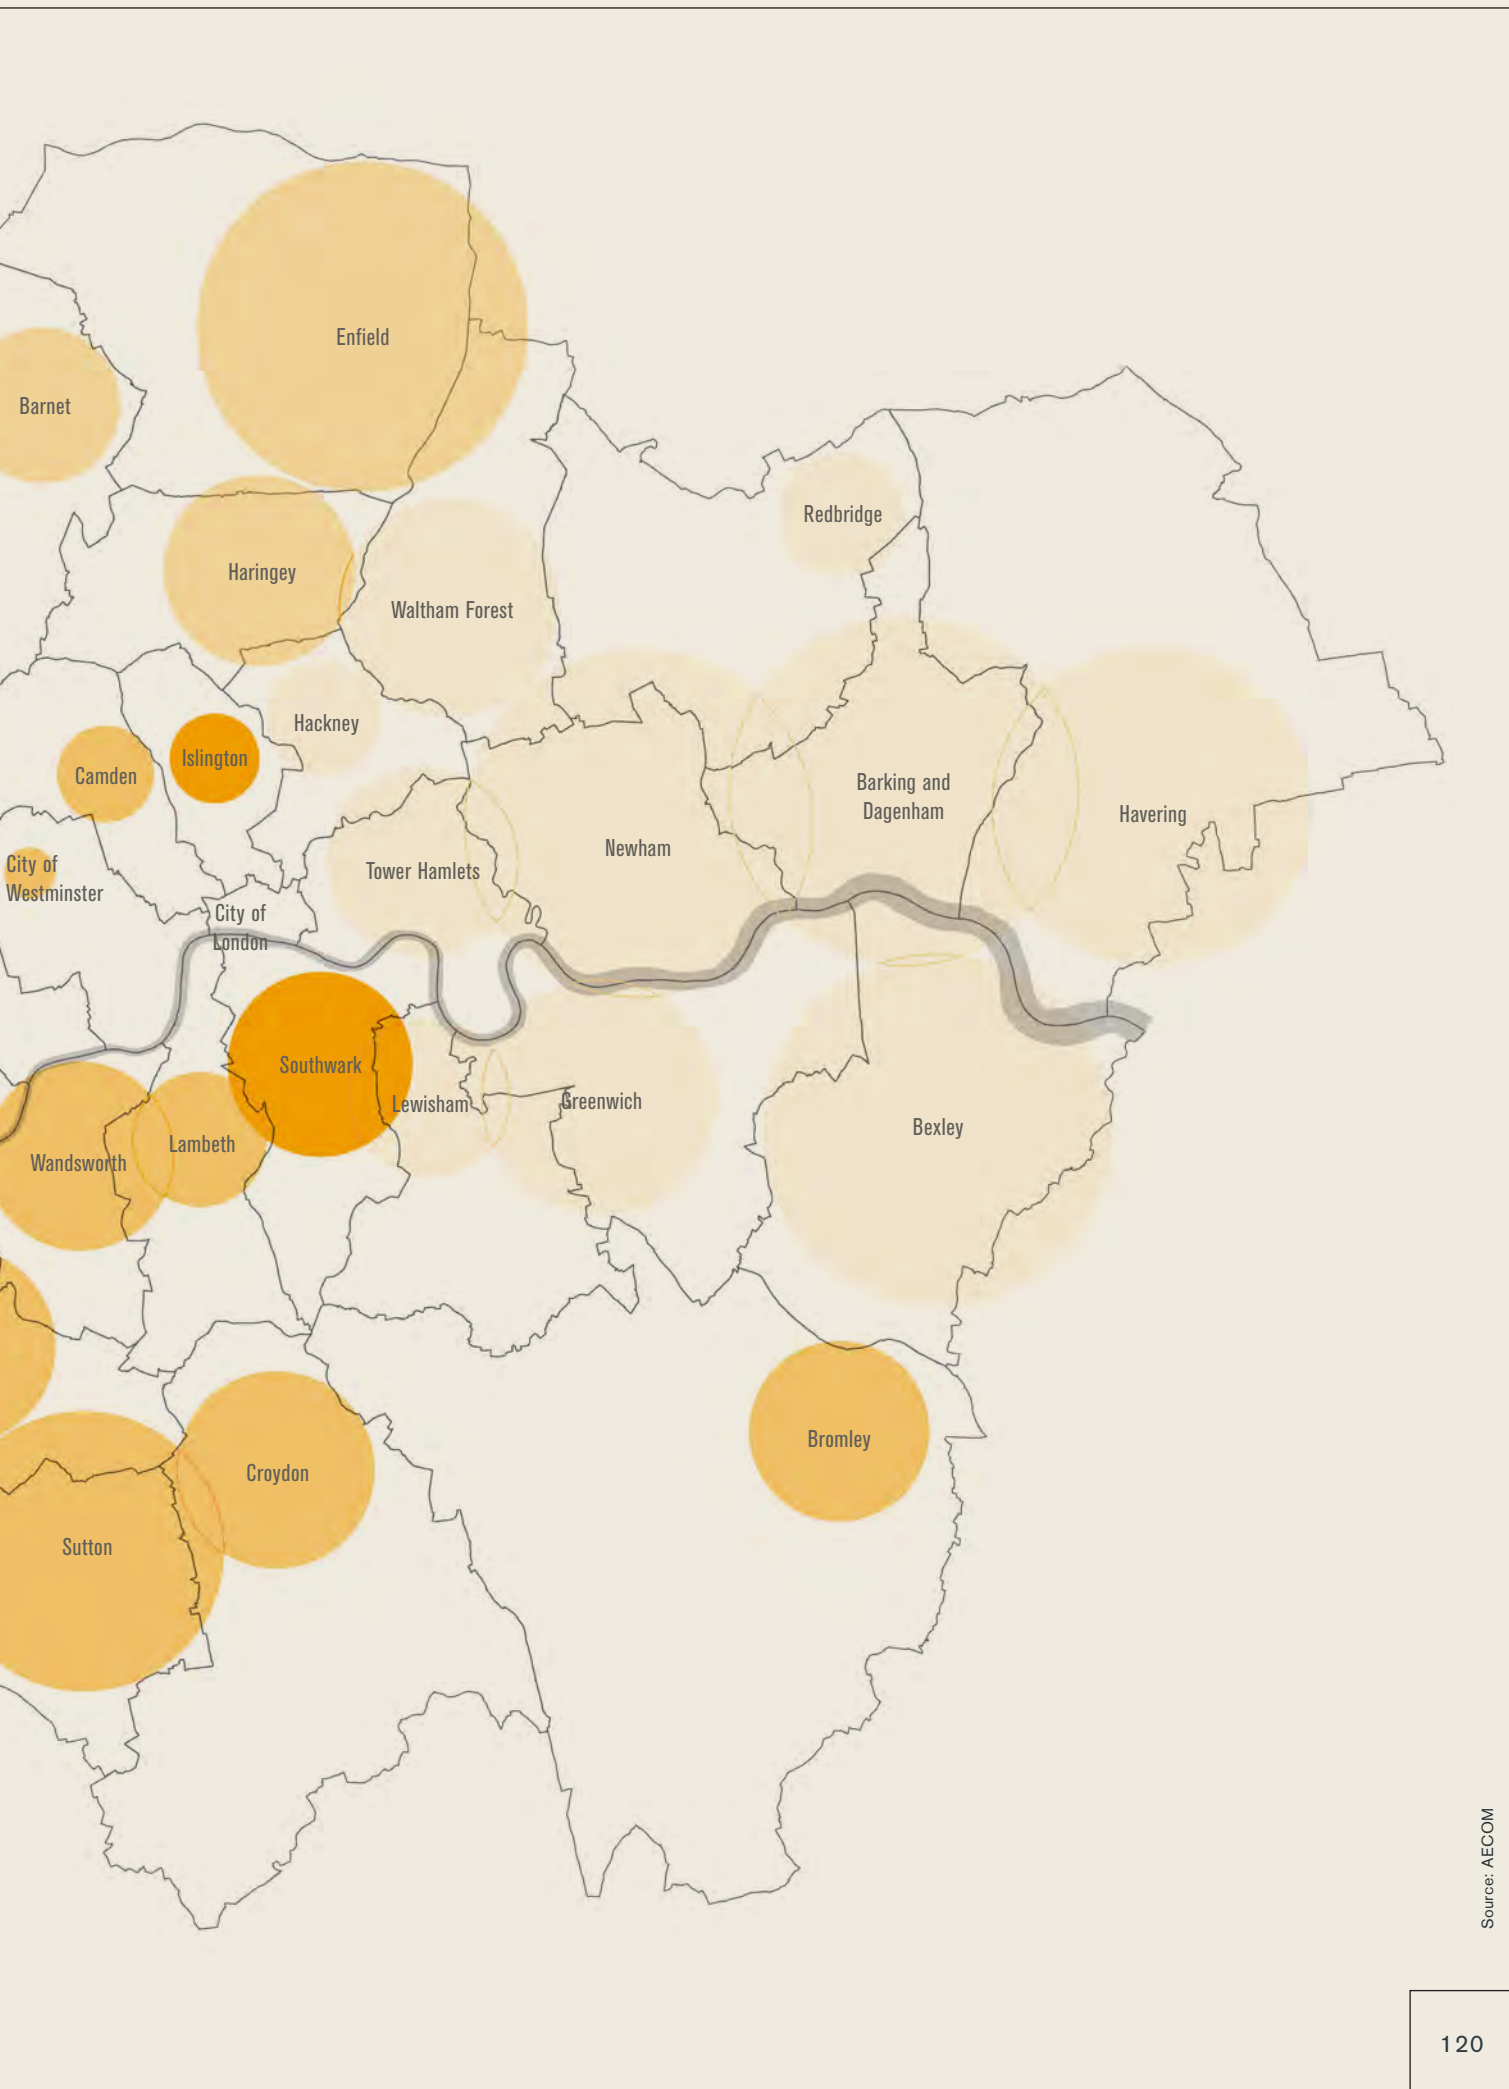 Enfield
Barnet
Redbridge
Haringey
Waltham Forest
Hackney
Islington
Camden
Barking and
Dagenham
Havering
Newham
City of
Westminster
Tower Hamlets
City of
London
Southwark
Lewisham
Greenwich
Bexley
Lambeth
Wandsworth
Bromley
Croydon
Sutton
Source: AECOM
120